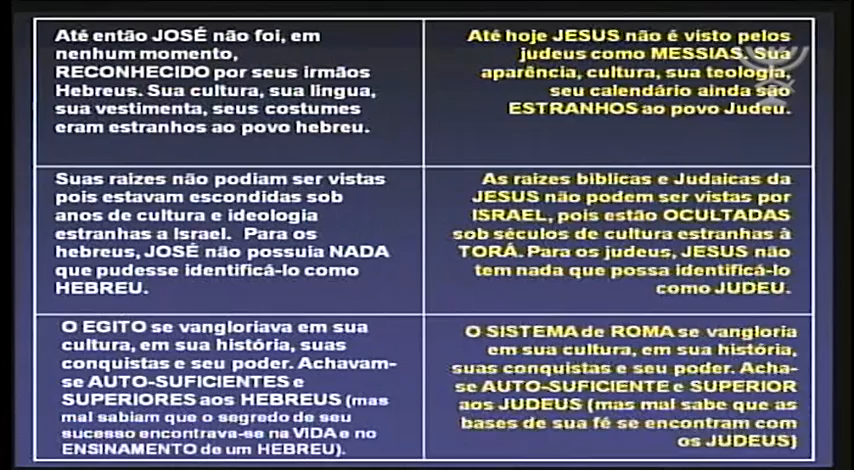 Até então JOSÉ não foi, em
nenhum momento,
RECONHECIDO por seus irmãos
Hebreus. Sua cultura, sua língua,
sua vestimenta, seus costumes
eram estranhos ao povo hebreu.
Até hoje JESUS não é visto pelos
judeus como MESSIAS. Sua
aparência, cultura, sua teologia,
seu calendário ainda são
ESTRANHOS ao povo Judeu.
Suas raizes não podiam ser vistas
pois estavam escondidas sob
anos de cultura e ideologia
estranhas a Israel. Para os
hebreus, JOSÉ não possuia NADA
que pudesse identificá-lo como
HEBREU.
As raizes bíblicas e Judaicas da
JESUS não podem ser vistas por
ISRAEL, pois estão OCULTADAS
sob séculos de cultura estranhas à
TORÁ. Para os judeus, JESUS não
tem nada que possa identificá-lo
como JUDEU.
O EGITO se vangloriava em sua
cultura, em sua história, suas
conquistas e seu poder. Achavam-
se AUTO-SUFICIENTES e
SUPERIORES aos HEBREUS (mas
mal sabiam que o segredo de seu
sucesso encontrava-se na VIDA e no
ENSINAMENTO de um HEBREU).
O SISTEMA de ROMA se vangloria
em sua cultura, em sua história,
suas conquistas e seu poder. Acha-
se AUTO-SUFICIENTE e SUPERIOR
aos JUDEUS (mas mal sabe que as
bases de sua fé se encontram com
os JUDEUS)